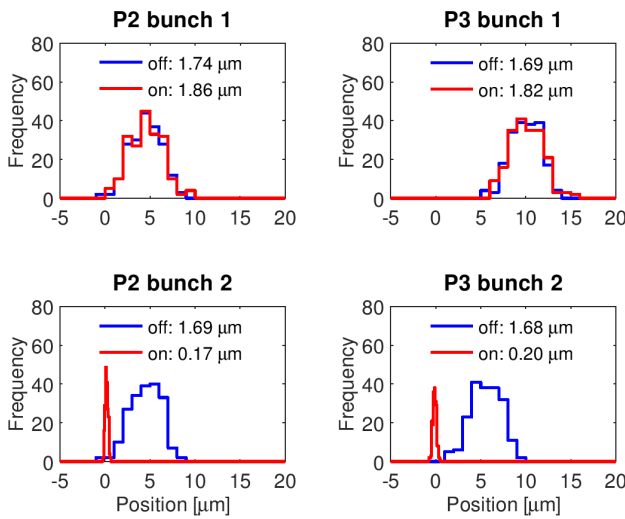 P2 bunch 1
P3 bunch 1
80
60
40
20
0
Frequency
off: 1.74 μm
on: 1.86 μm
-5 0 5 10 15 20
80
60
40
20
0
Frequency
off: 1.69 μm
on: 1.82 μm
-5 0 5 10 15 20
P2 bunch 2
P3 bunch 2
80
60
40
20
0
Frequency
off: 1.69 μm
on: 0.17 μm
-5 0 5 10 15 20
Position [μm]
80
60
40
20
0
Frequency
off: 1.68 μm
on: 0.20 μm
-5 0 5 10 15 20
Position [μm]